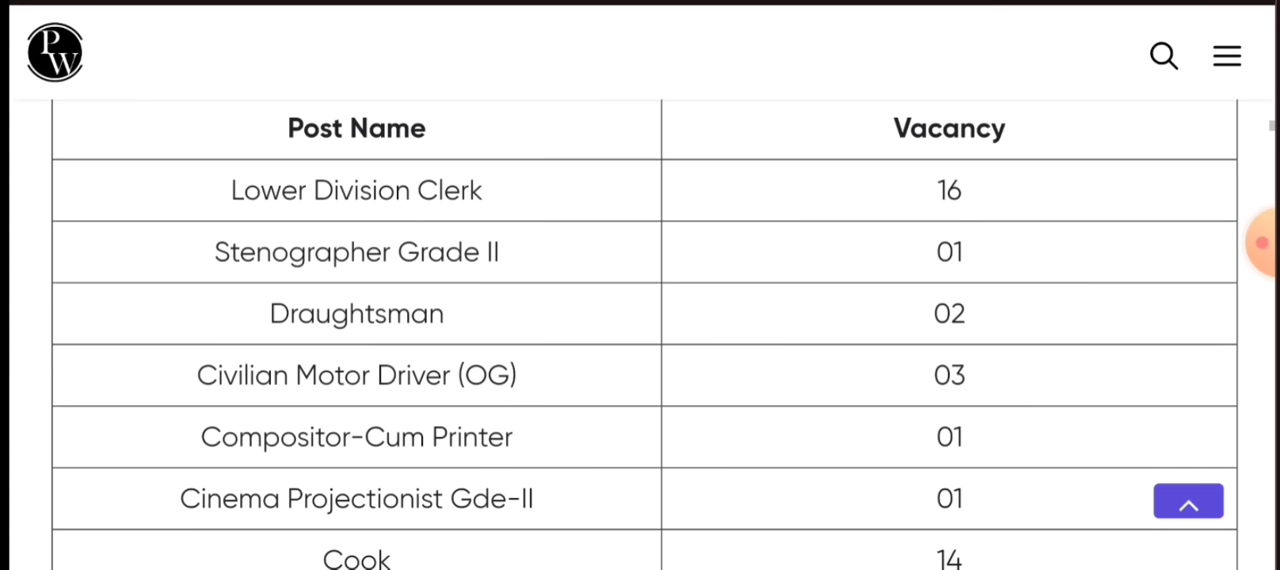 PW
Post Name Vacancy
Lower Division Clerk 16
Stenographer Grade II 01
Draughtsman 02
Civilian Motor Driver (OG) 03
Compositor-Cum Printer 01
Cinema Projectionist Gde-II 01
Cook 14